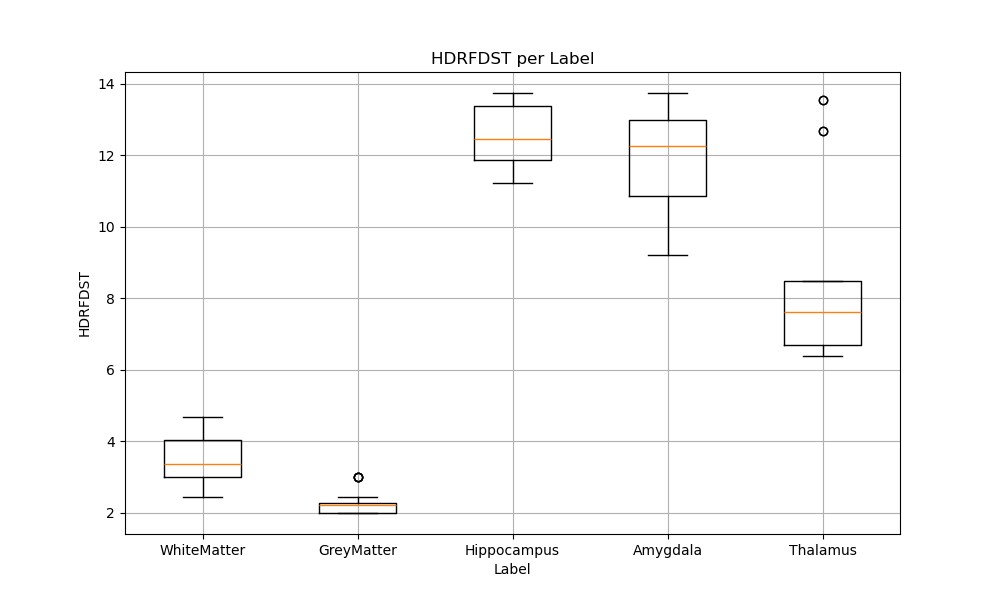 HDRFDST per Label
HDRFDST
14
12
10
8
6
4
2
WhiteMatter GreyMatter Hippocampus Amygdala Thalamus
Label